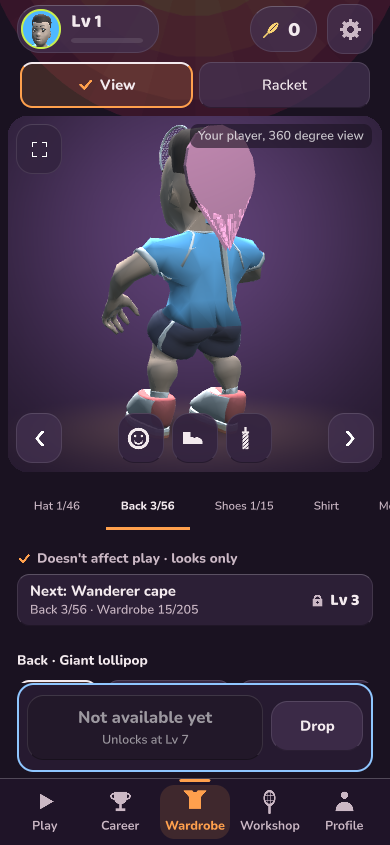 Lv 1
0
View
Racket
Your player, 360 degree view
Hat 1/46
Back 3/56
Shoes 1/15
Shirt
Doesn't affect play - looks only
Next: Wanderer cape
Back 3/56 · Wardrobe 15/205
Lv 3
Back · Giant lollipop
Not available yet
Unlocks at Lv 7
Drop
Play
Career
Wardrobe
Workshop
Profile